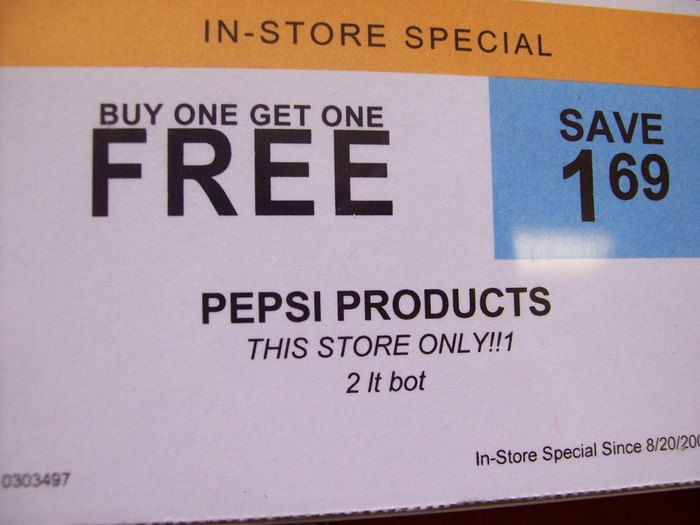 IN-STORE SPECIAL
BUY ONE GET ONE
FREE
SAVE
1 69
PEPSI PRODUCTS
THIS STORE ONLY!!1
2 lt bot
In-Store Special Since 8/20/200
0303497